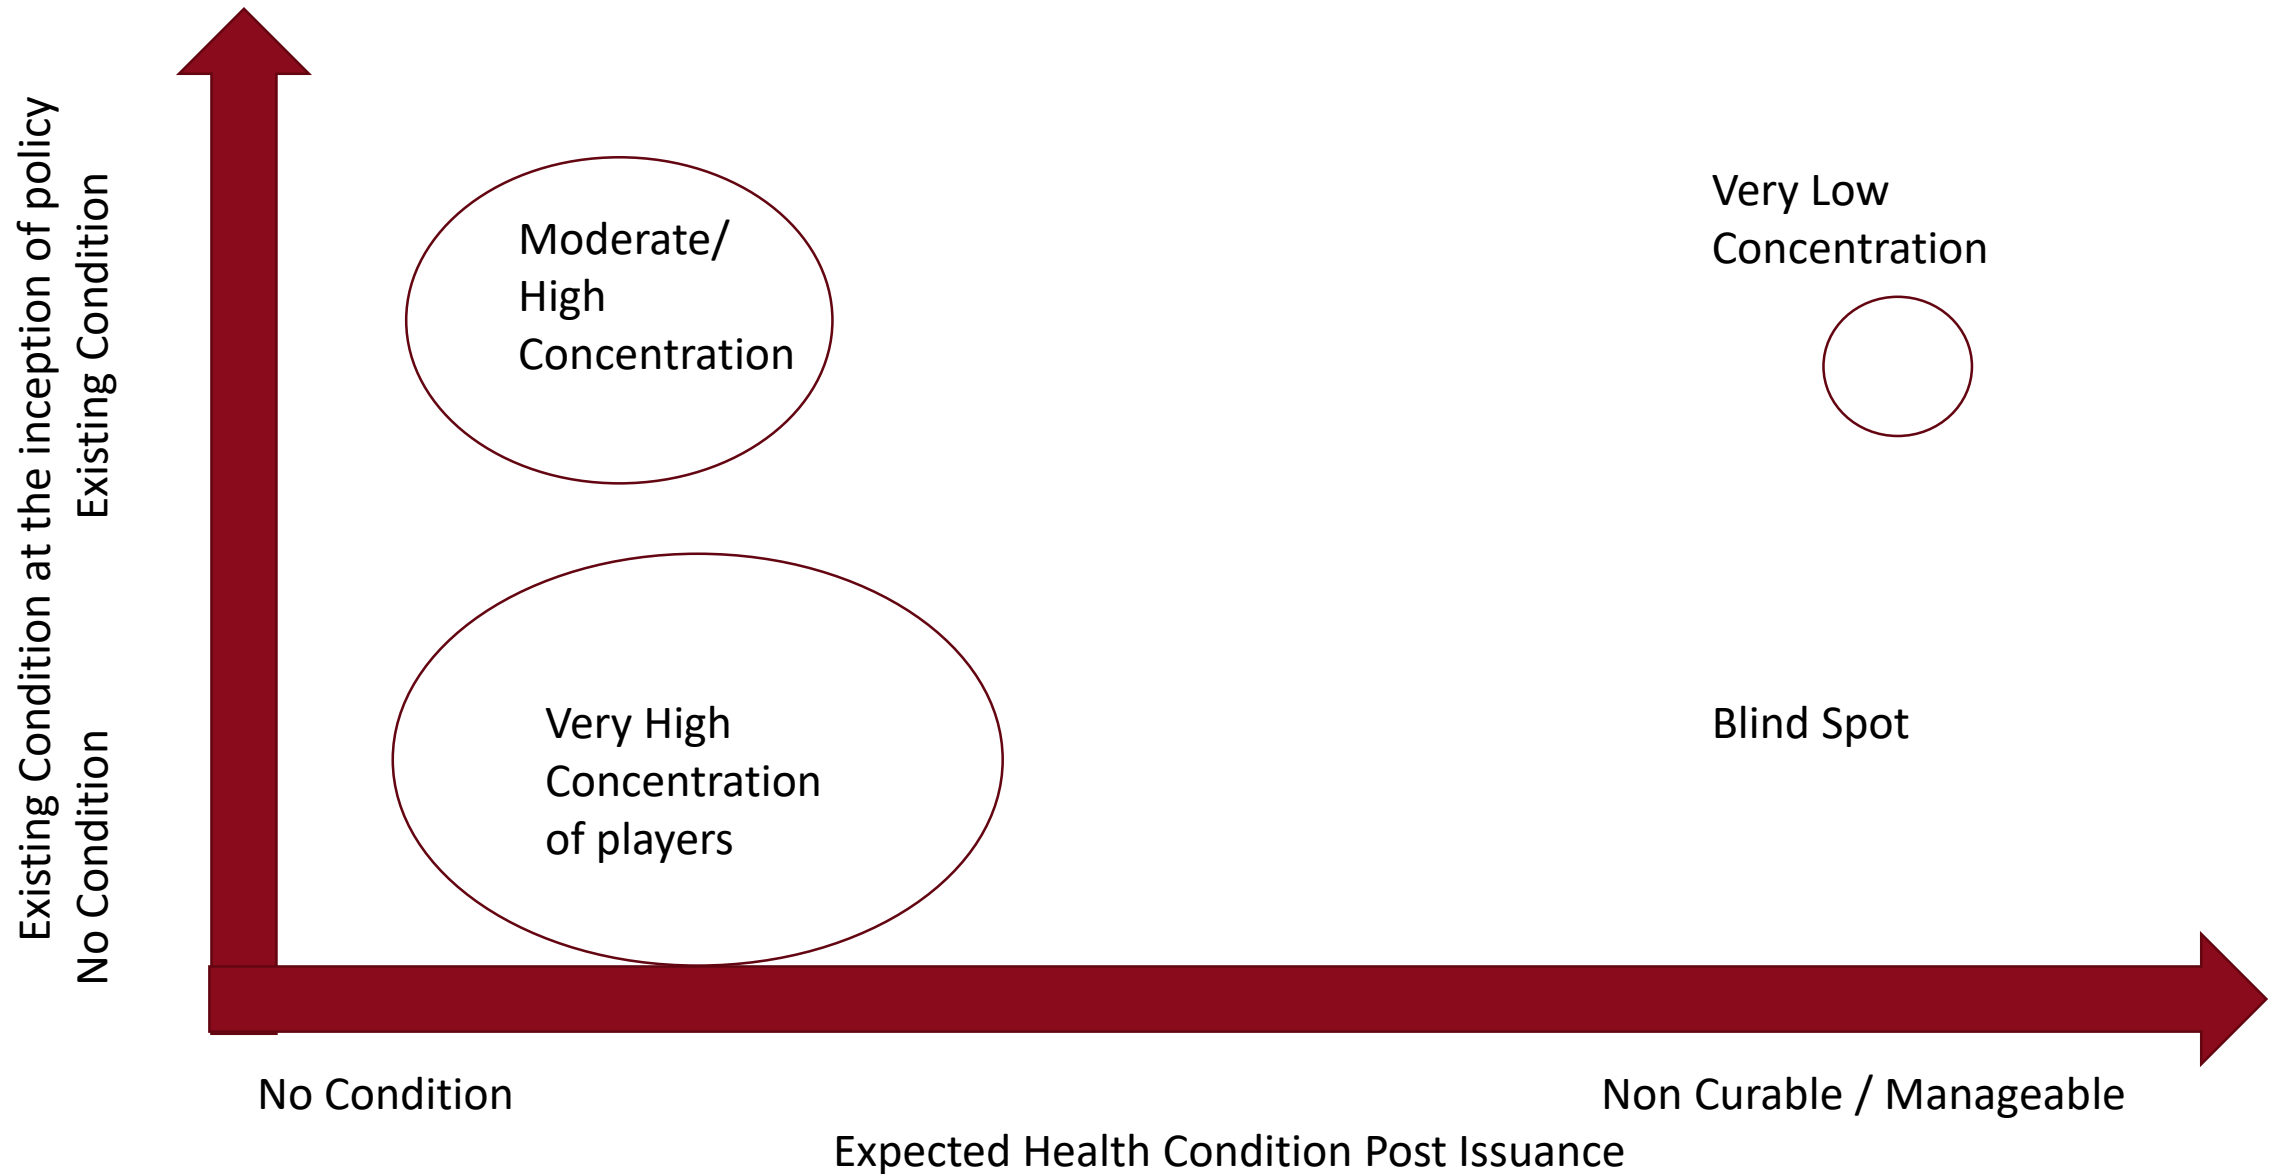 Existing Condition at the inception of policy
No Condition
Existing Condition
Moderate/
High
Concentration
Very Low
Concentration
Very High
Concentration
of players
Blind Spot
No Condition
Non Curable / Manageable
Expected Health Condition Post Issuance